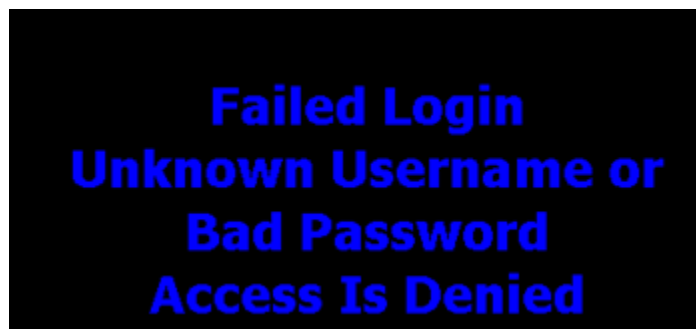 Failed Login
Unknown Username or
Bad Password
Access Is Denied